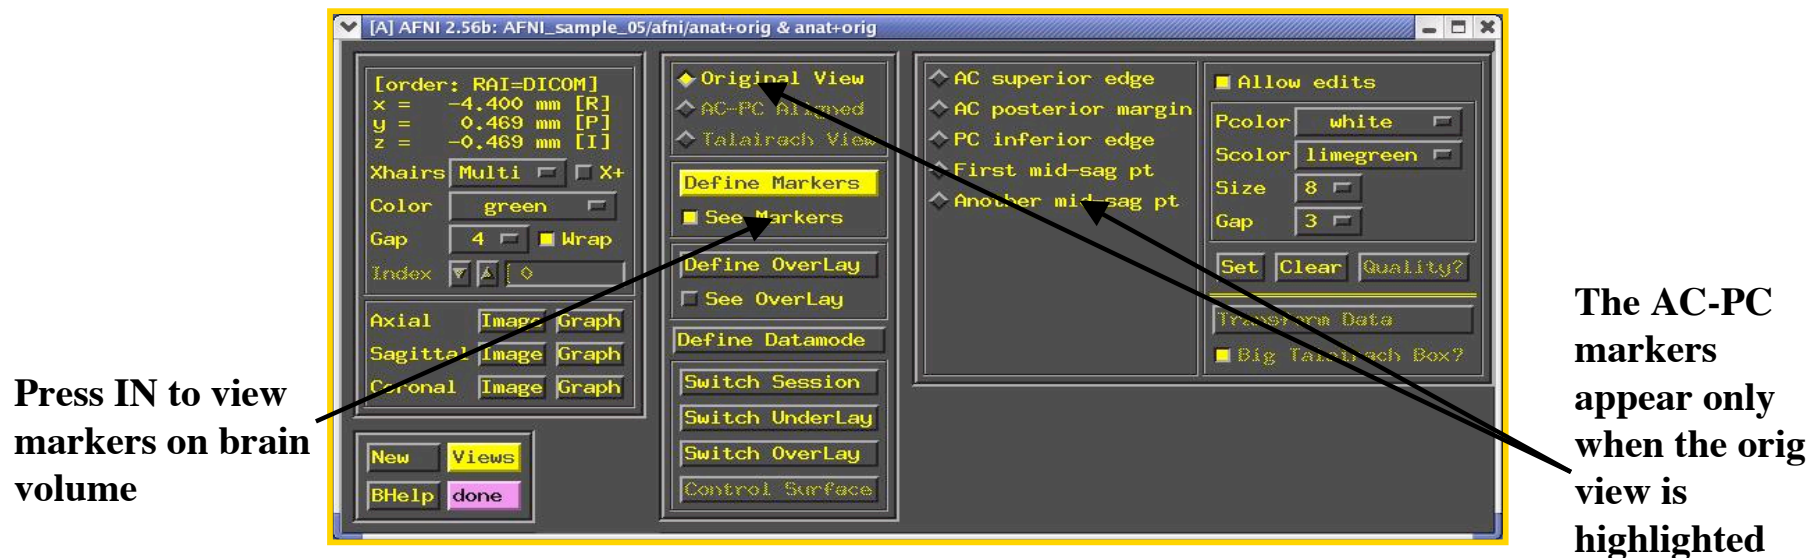 [A] AFNI 2.56b: AFNI_sample_05/afni/anat+orig & anat+orig
[order: RAI=DICOM]
x = -4.400 mm [R]
y = 0.469 mm [P]
z = -0.469 mm [I]
Xhairs Multi X+
Color green
Gap 4 Wrap
Index 0
Axial Image Graph
Sagittal Image Graph
Coronal Image Graph
New Views
BHelp done
Original View
AC-PC Aligned
Talairach View
Define Markers
See Markers
Define OverLay
See OverLay
Define Datamode
Switch Session
Switch UnderLay
Switch OverLay
Control Surface
AC superior edge
AC posterior margin
PC inferior edge
First mid-sag pt
Another mid-sag pt
Allow edits
Pcolor white
Scolor limegreen
Size 8
Gap 3
Set Clear Quality?
Transform Data
Big Talairach Box?
Press IN to view
markers on brain
volume
The AC-PC
markers
appear only
when the orig
view is
highlighted